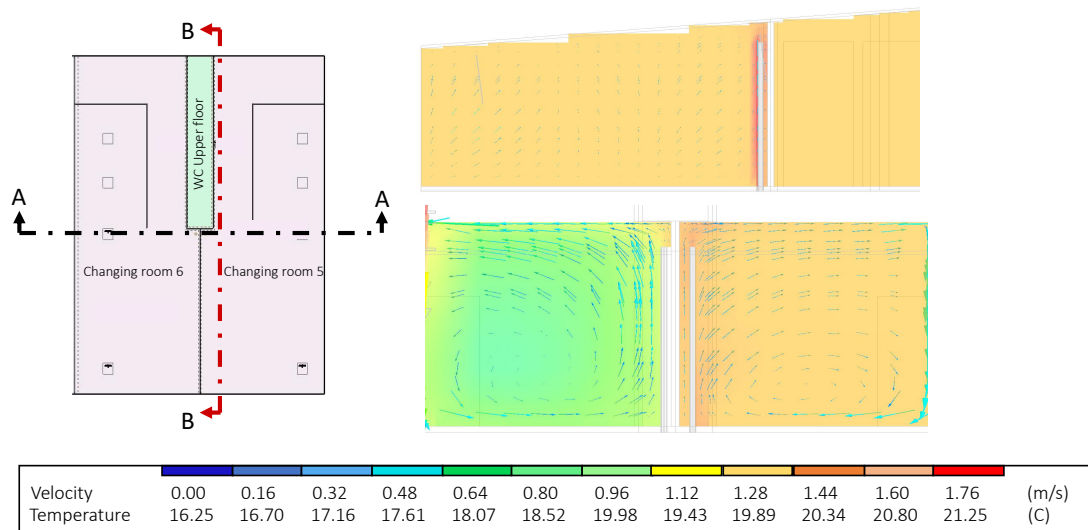 B
WC Upper floor
A
A
Changing room 6
Changing room 5
B
Velocity 0.00 0.16 0.32 0.48 0.64 0.80 0.96 1.12 1.28 1.44 1.60 1.76 (m/s)
Temperature 16.25 16.70 17.16 17.61 18.07 18.52 19.98 19.43 19.89 20.34 20.80 21.25 (C)